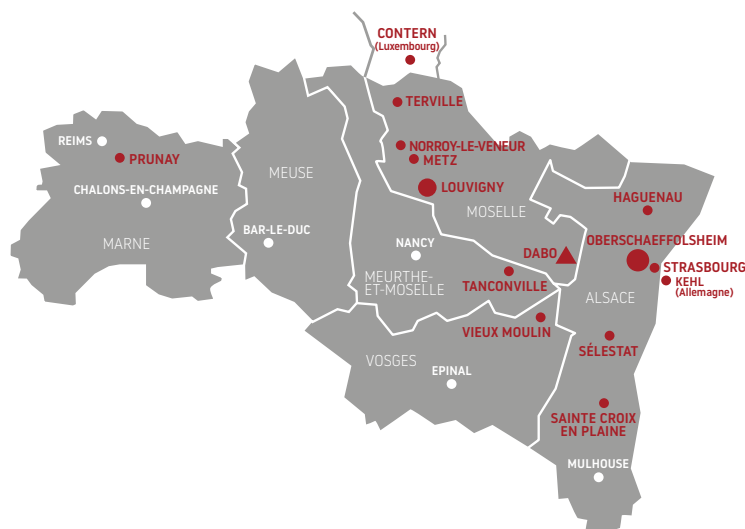 CONTERN
(Luxembourg)
TERVILLE
REIMS
PRUNAY
NORROY-LE-VENEUR
METZ
MEUSE
CHALONS-EN-CHAMPAGNE
LOUVIGNY
HAGUENAU
MOSELLE
BAR-LE-DUC
MARNE
NANCY
DABO
OBERSCHAEFFOLSHEIM
STRASBOURG
MEURTHE-
ET-MOSELLE
TANCONVILLE
KEHL
(Allemagne)
ALSACE
VIEUX MOULIN
SÉLESTAT
VOSGES
EPINAL
SAINTE CROIX
EN PLAINE
MULHOUSE